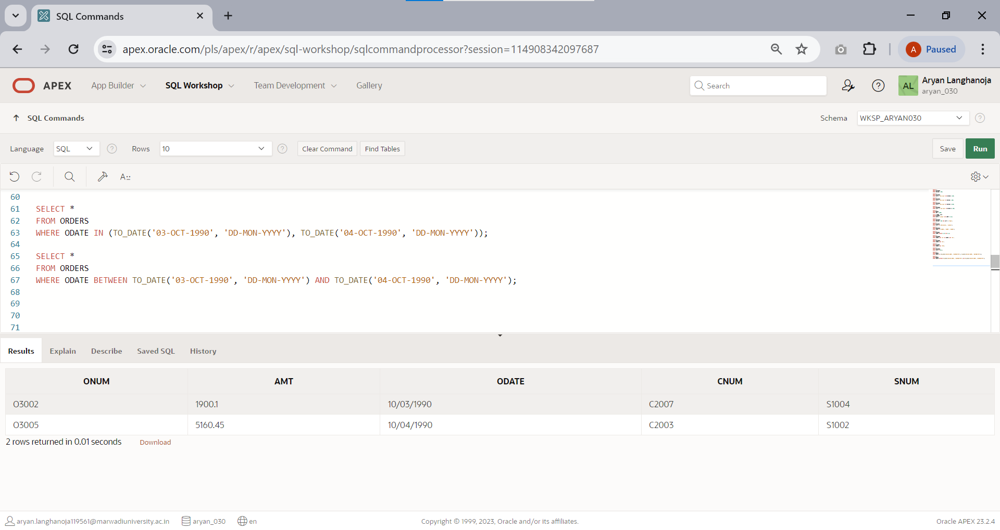 SQL Commands
apex.oracle.com/pls/apex/r/apex/sql-workshop/sqlcommandprocessor?session=114908342097687
A Paused
APEX App Builder SQL Workshop Team Development Gallery Search AL Aryan Langhanoja
aryan_030
SQL Commands Schema WKSP_ARYAN030
Language SQL Rows 10 Clear Command Find Tables Save Run
60
61 SELECT *
62 FROM ORDERS
63 WHERE ODATE IN (TO_DATE('03-OCT-1990', 'DD-MON-YYYY'), TO_DATE('04-OCT-1990', 'DD-MON-YYYY'));
64
65 SELECT *
66 FROM ORDERS
67 WHERE ODATE BETWEEN TO_DATE('03-OCT-1990', 'DD-MON-YYYY') AND TO_DATE('04-OCT-1990', 'DD-MON-YYYY');
68
69
70
71
Results Explain Describe Saved SQL History
ONUM AMT ODATE CNUM SNUM
O3002 1900.1 10/03/1990 C2007 S1004
O3005 5160.45 10/04/1990 C2003 S1002
2 rows returned in 0.01 seconds Download
aryan.langhanoja119561@marwadiuniversity.ac.in aryan_030 en Copyright © 1999, 2023, Oracle and/or its affiliates. Oracle APEX 23.2.4